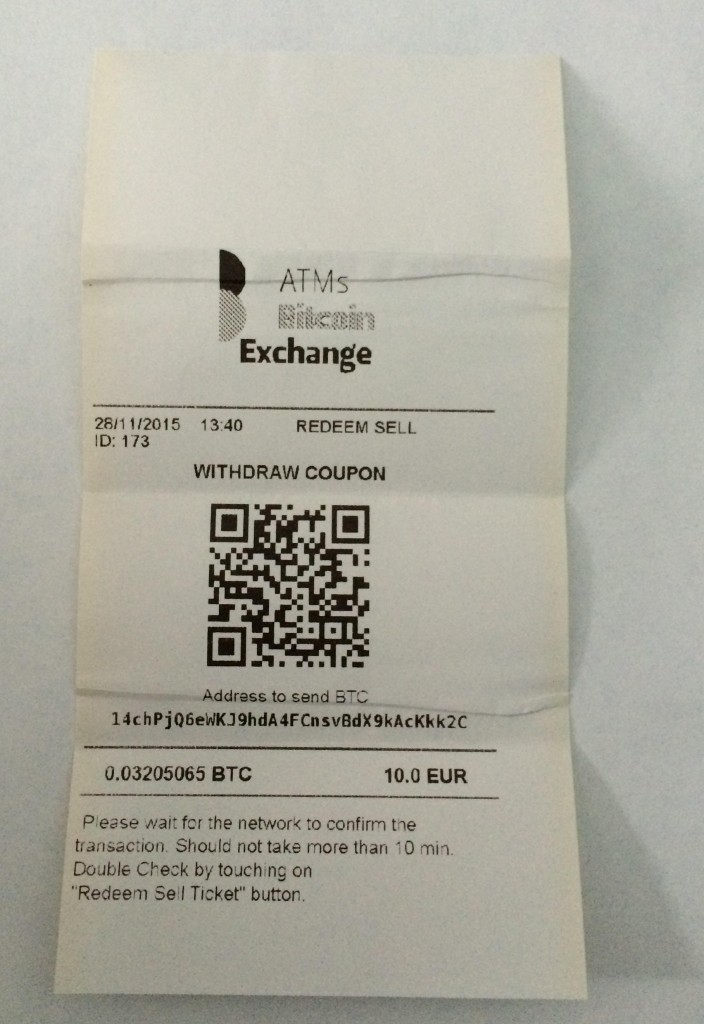 ATMs
Bitcoin
Exchange
28/11/2015 13:40 REDEEM SELL
ID: 173
WITHDRAW COUPON
Address to send BTC
14chPjQ6eWKJ9hdA4FCnsvBdX9kAcKkk2C
0.03205065 BTC 10.0 EUR
Please wait for the network to confirm the
transaction. Should not take more than 10 min.
Double Check by touching on
"Redeem Sell Ticket" button.